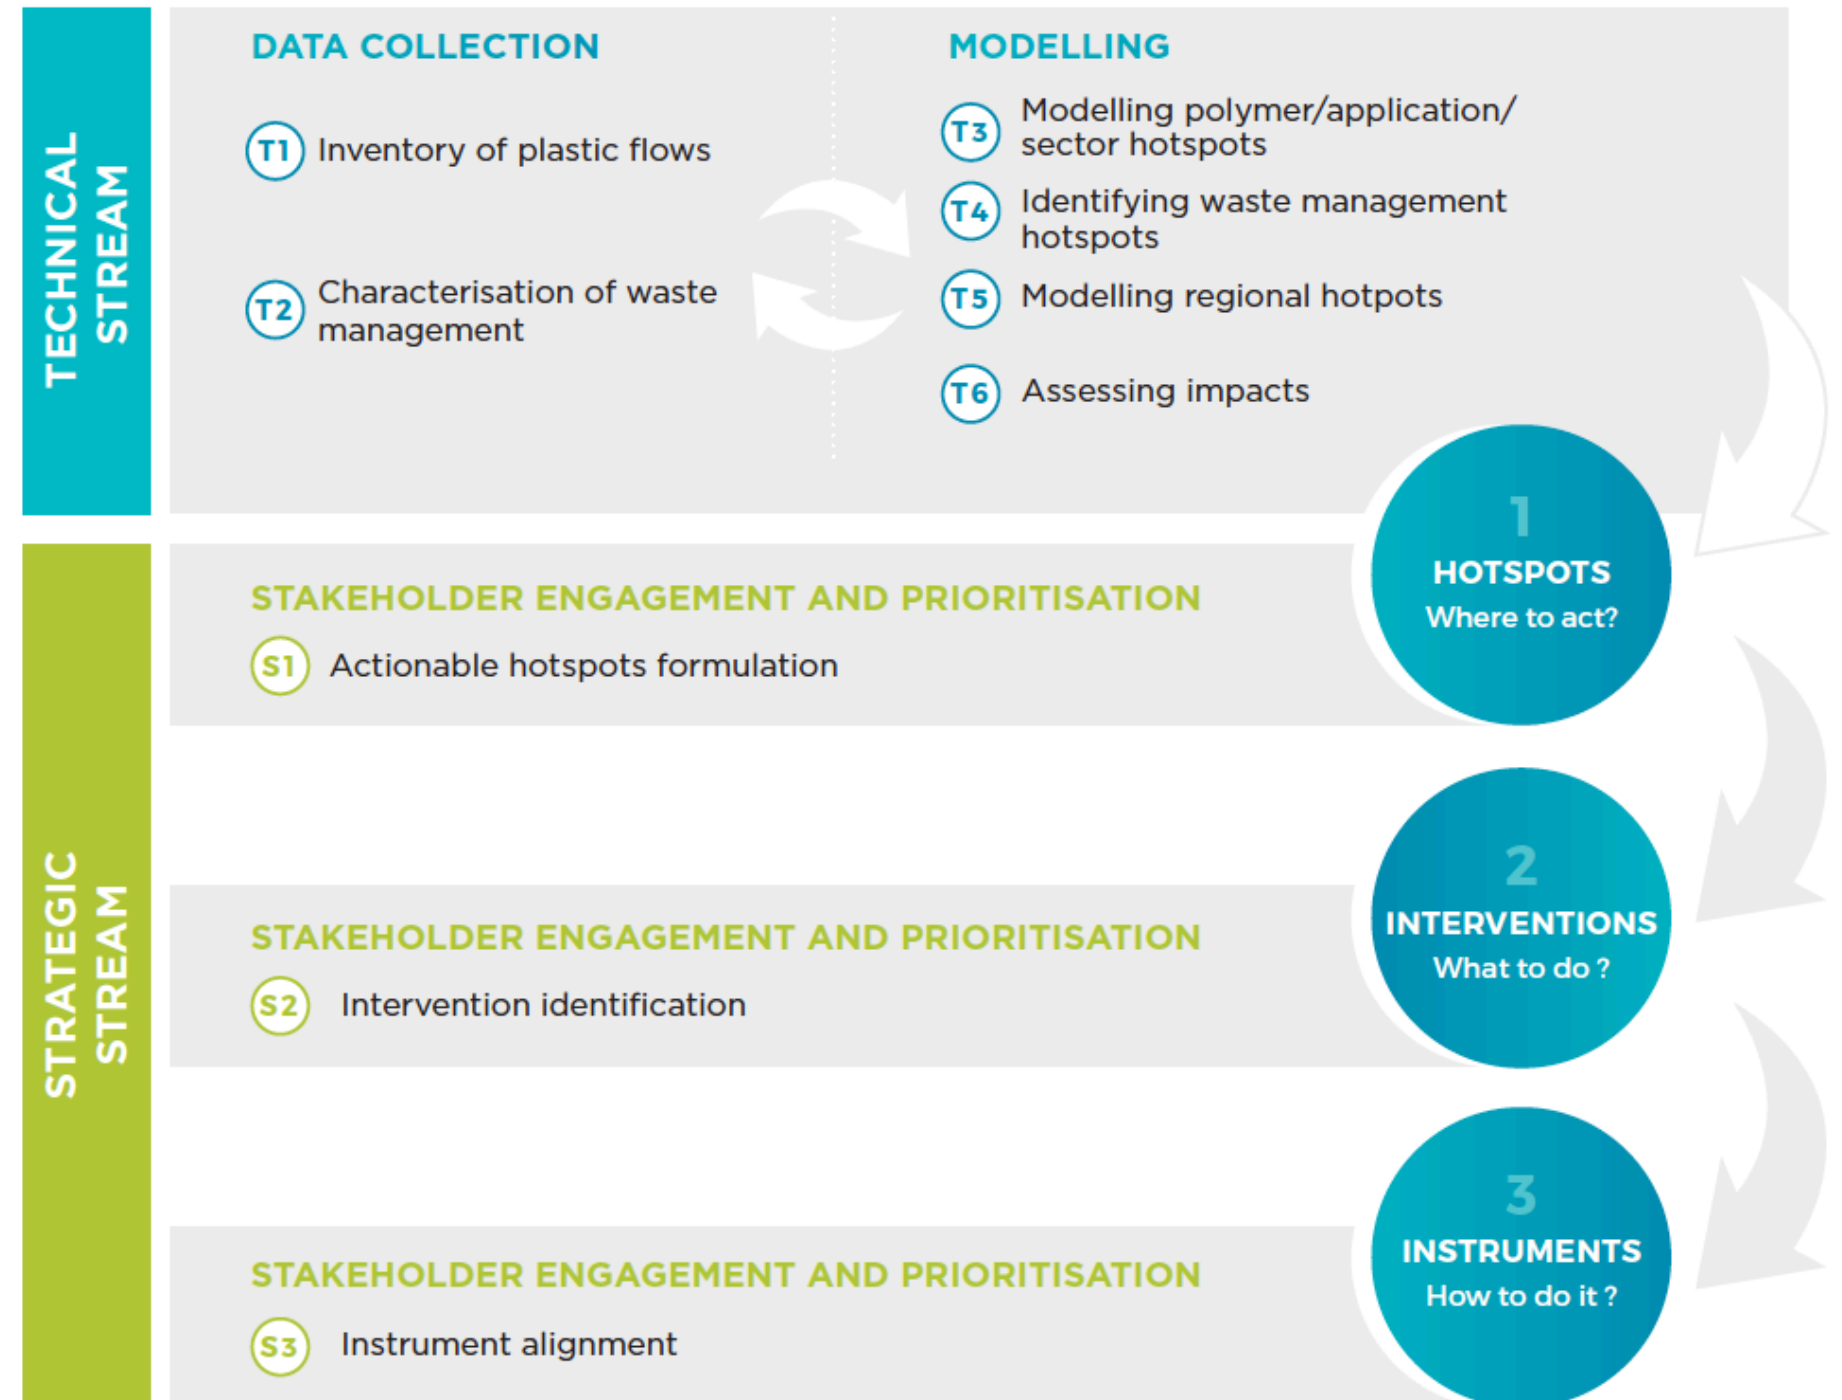 TECHNICAL
STREAM
DATA COLLECTION
T1 Inventory of plastic flows
T2 Characterisation of waste
management
MODELLING
T3 Modelling polymer/application/
sector hotspots
T4 Identifying waste management
hotspots
T5 Modelling regional hotpots
T6 Assessing impacts
1
HOTSPOTS
Where to act?
STRATEGIC
STREAM
STAKEHOLDER ENGAGEMENT AND PRIORITISATION
S1 Actionable hotspots formulation
2
INTERVENTIONS
What to do ?
STAKEHOLDER ENGAGEMENT AND PRIORITISATION
S2 Intervention identification
3
INSTRUMENTS
How to do it ?
STAKEHOLDER ENGAGEMENT AND PRIORITISATION
S3 Instrument alignment